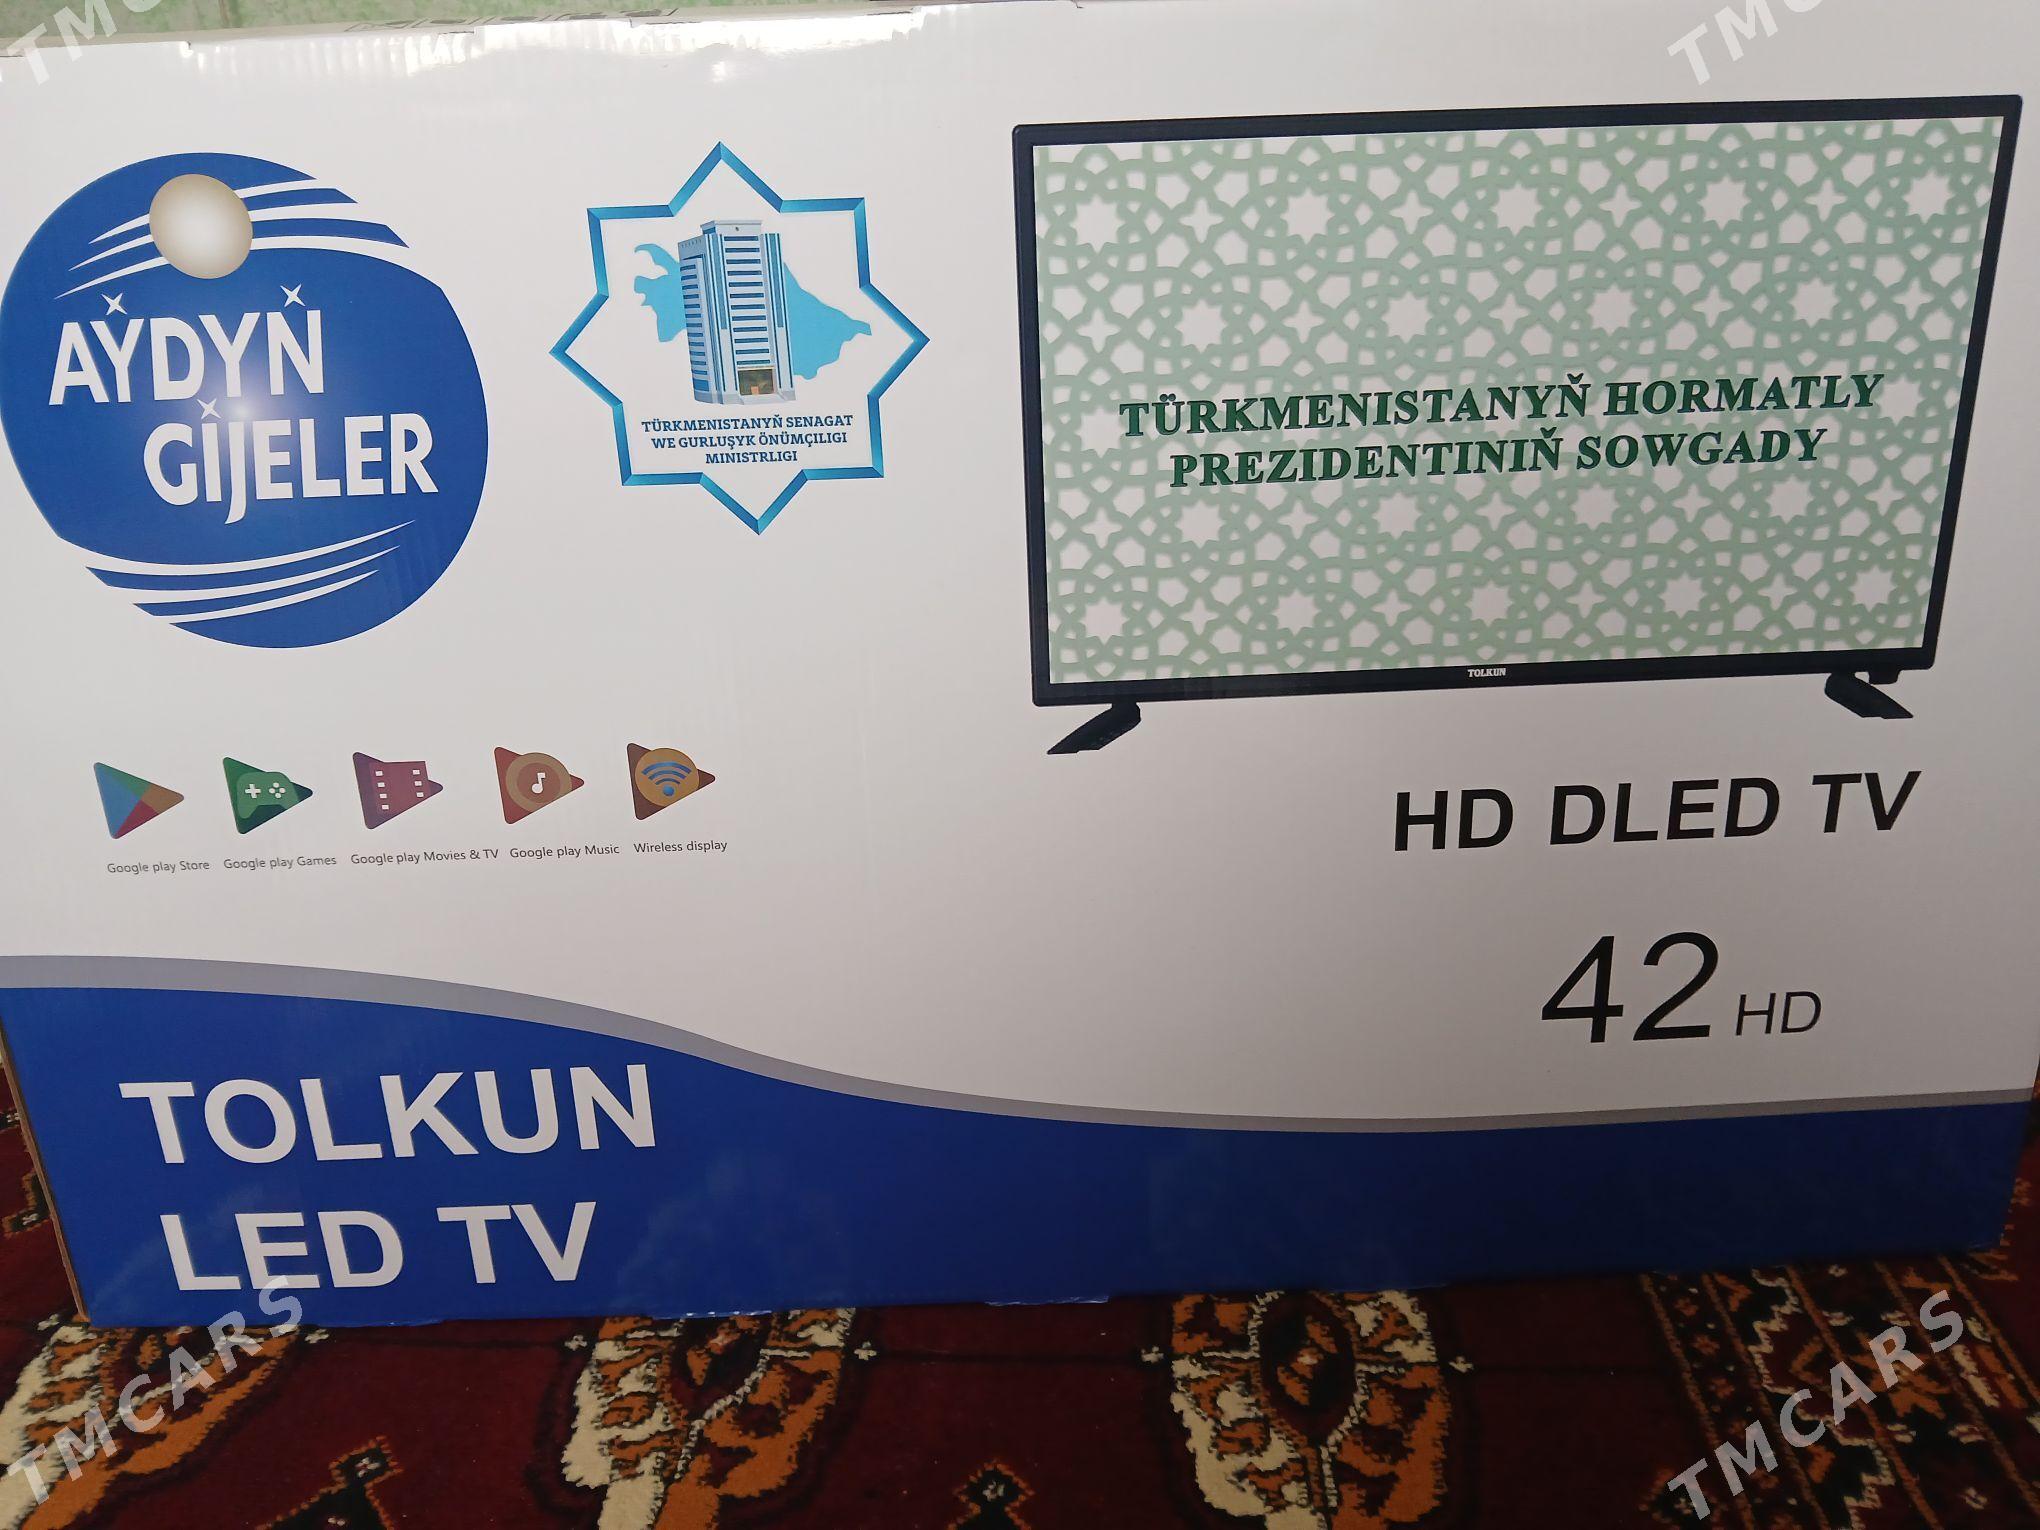 AÝDYŇ
GIJELER
TÜRKMENISTANYŇ SENAGAT
WE GURLUŞYK ÖNÜMÇILIGI
MINISTRLIGI
TÜRKMENISTANYŇ HORMATLY
PREZIDENTINIŇ SOWGADY
TOLKUN
Google play Store
Google play Games
Google play Movies & TV
Google play Music
Wireless display
HD DLED TV
42 HD
TOLKUN
LED TV
TMCARS
TMCARS